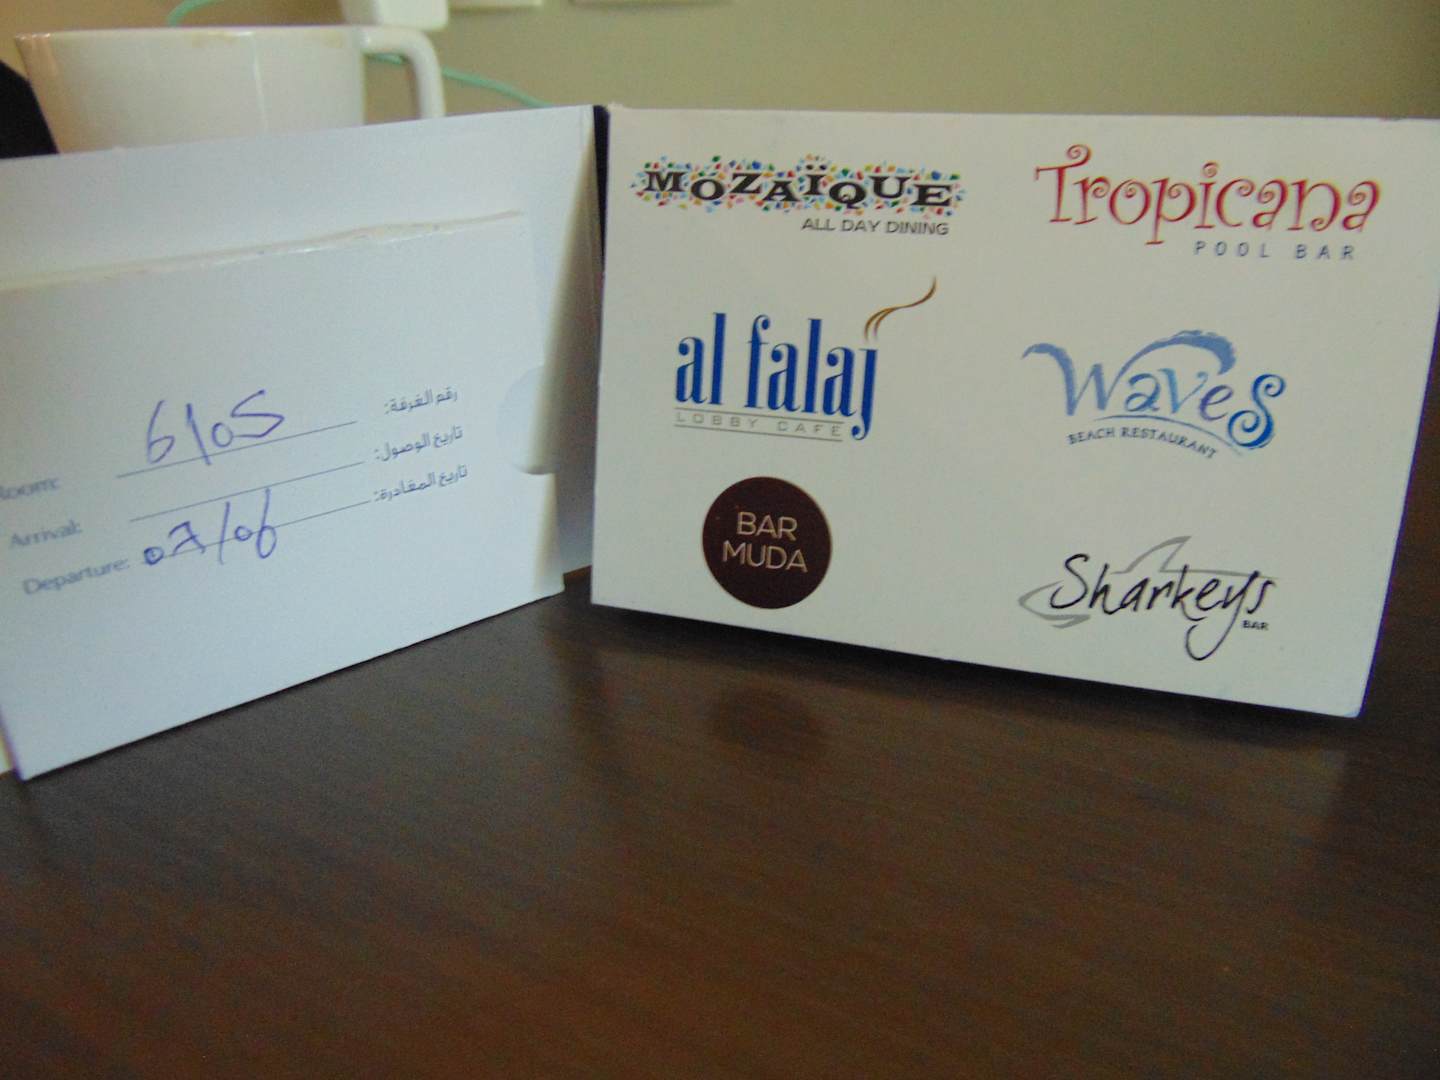 Room: 6105 رقم الغرفة:
Arrival: تاريخ الوصول:
Departure: 07/06 تاريخ المغادرة:
MOZAÏQUE
ALL DAY DINING
Tropicana
POOL BAR
al falaj
LOBBY CAFE
Waves
BEACH RESTAURANT
BAR
MUDA
Sharkeys
BAR